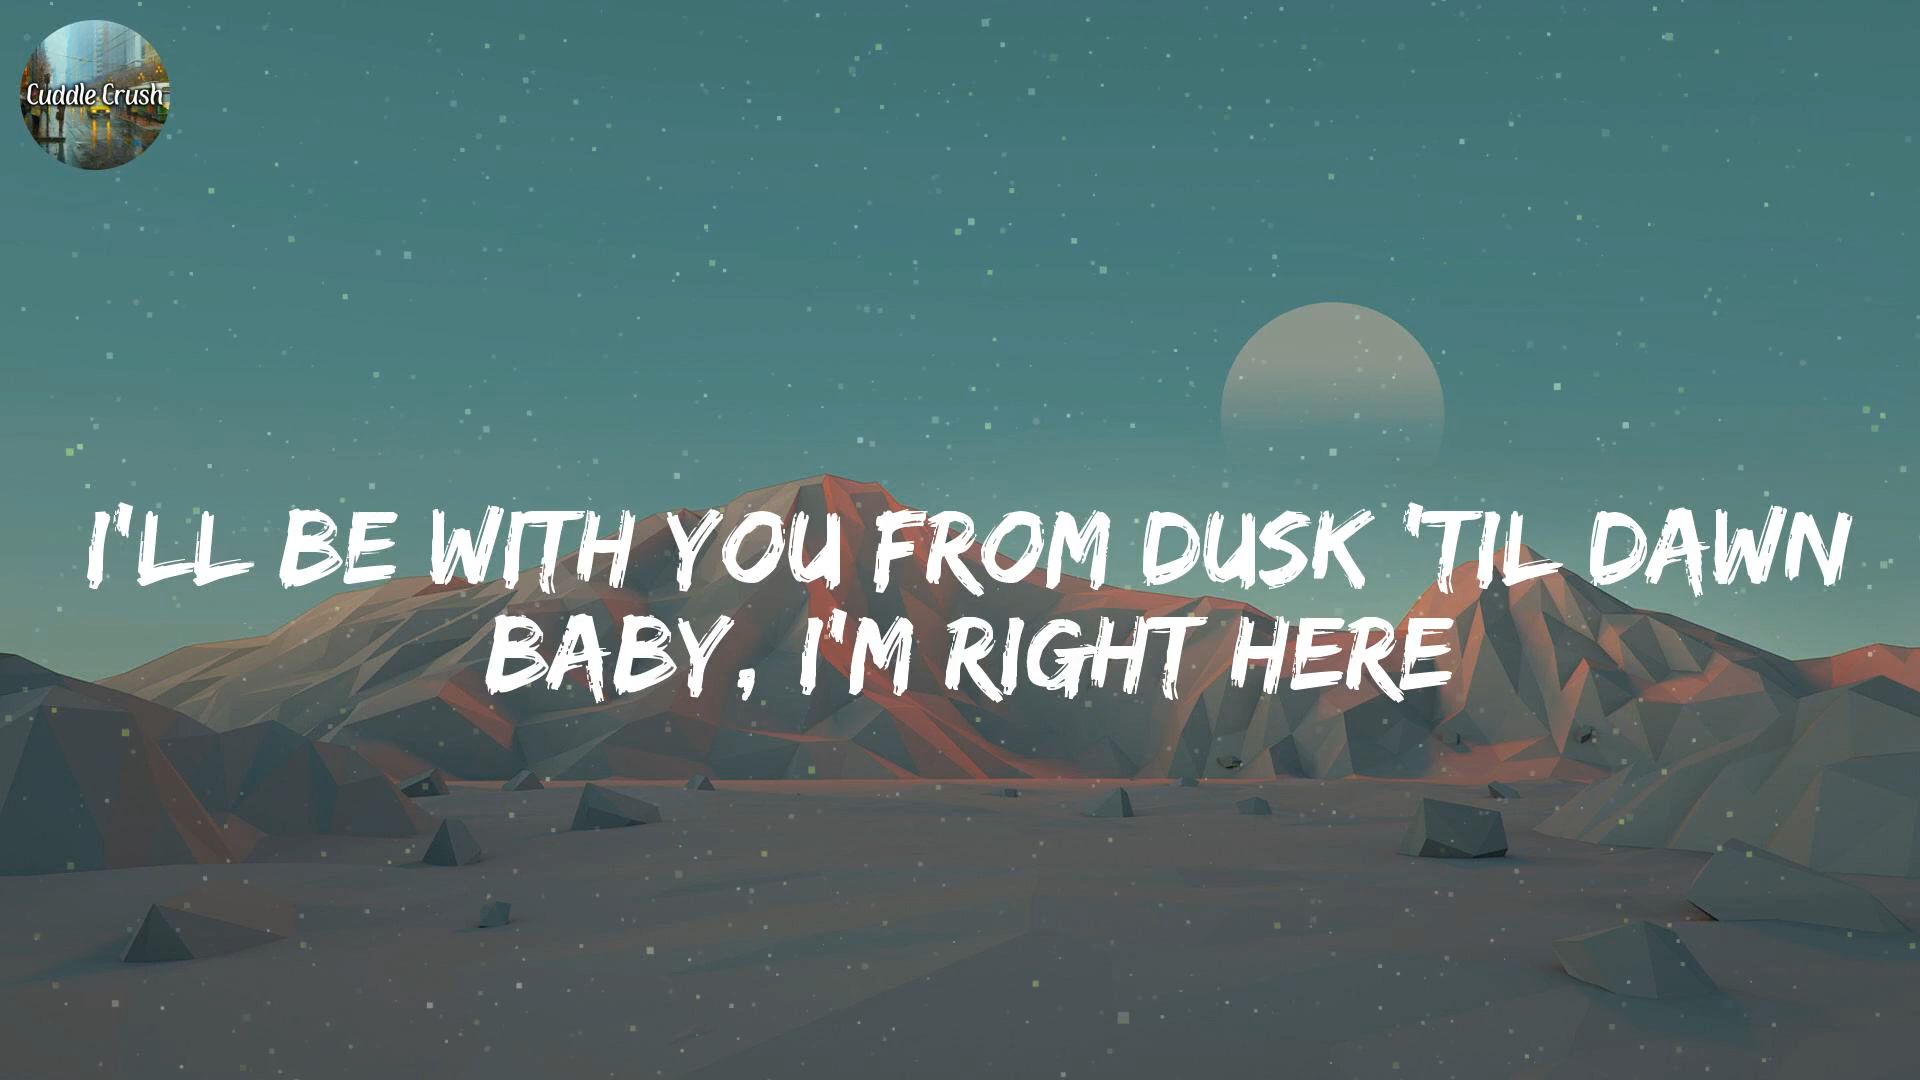 Cuddle Crush
I'LL BE WITH YOU FROM DUSK 'TIL DAWN
BABY, I'M RIGHT HERE